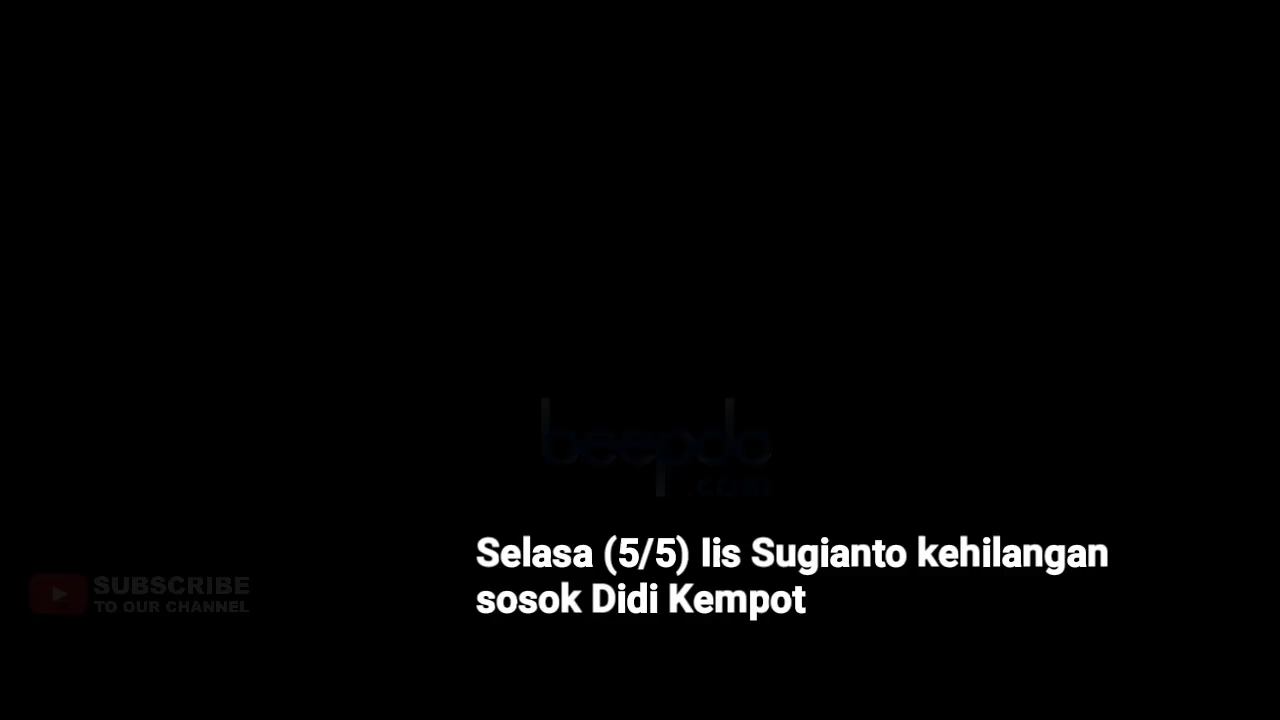 beepdo
.com
Selasa (5/5) Iis Sugianto kehilangan
sosok Didi Kempot
SUBSCRIBE
TO OUR CHANNEL